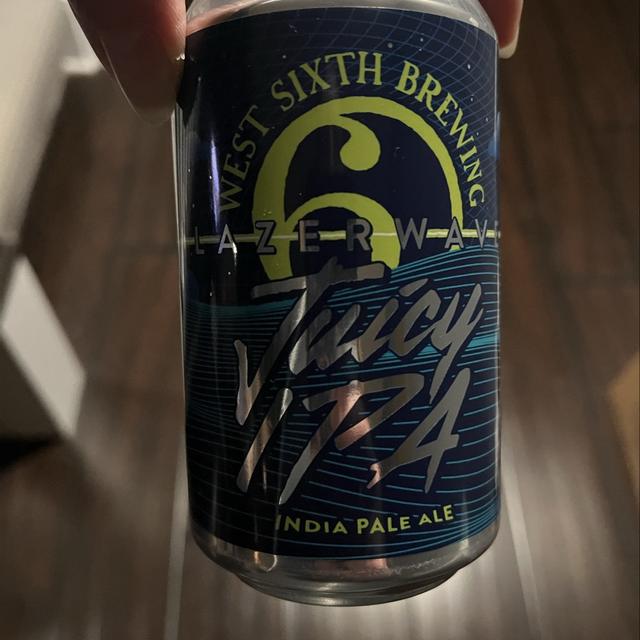 WEST SIXTH BREWING
6
LAZERWAVE
Juicy
IPA
INDIA PALE ALE